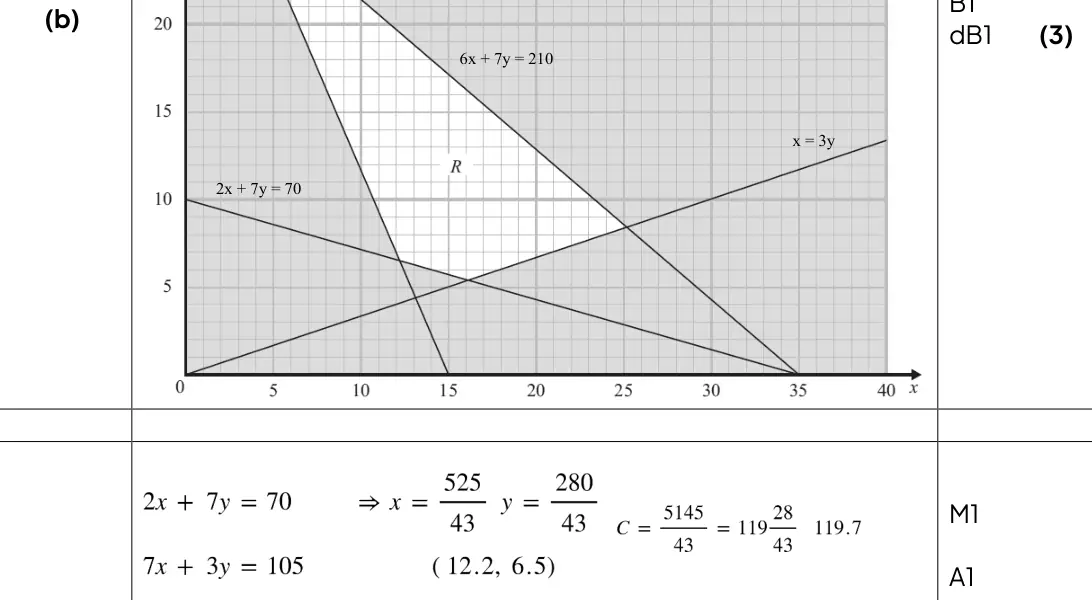 B1
(b)
20
dB1 (3)
6x + 7y = 210
15
x = 3y
R
2x + 7y = 70
10
5
0 5 10 15 20 25 30 35 40 x
2x + 7y = 70 ⇒ x = 525/43 y = 280/43
C = 5145/43 = 119 28/43 119.7
M1
7x + 3y = 105 (12.2, 6.5)
A1